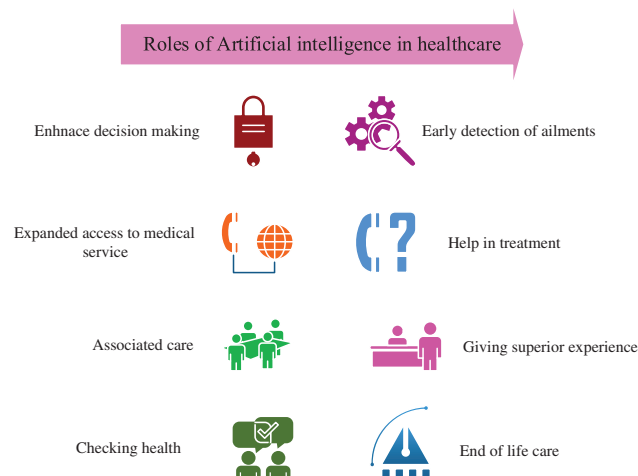 Roles of Artificial intelligence in healthcare
Enhnace decision making
Early detection of ailments
Expanded access to medical
service
Help in treatment
Associated care
Giving superior experience
Checking health
End of life care